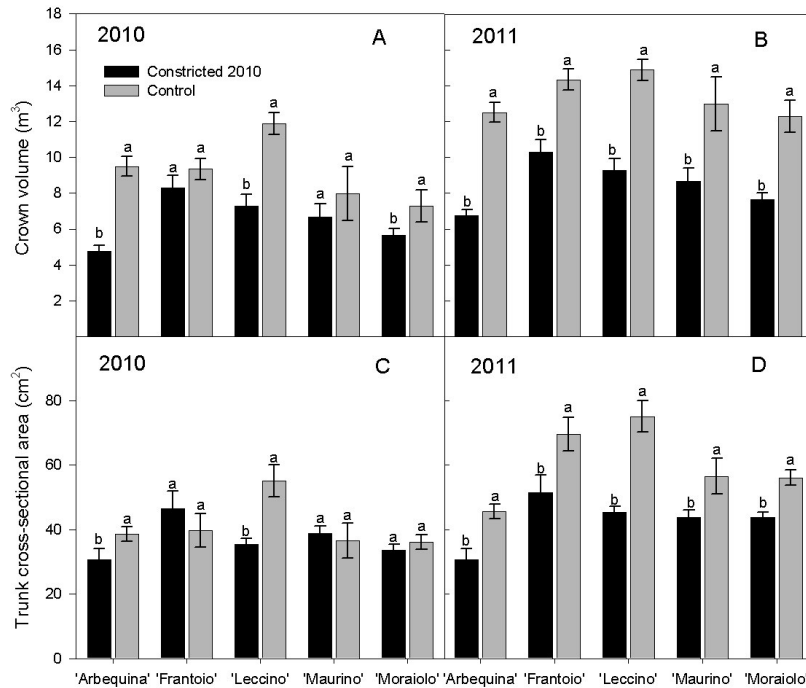 18
16
14
12
10
8
6
4
2
Crown volume (m³)
2010
A
Constricted 2010
Control
b a a a b a a a b a
2011
B
b a b a b a b a b a
80
60
40
20
0
Trunk cross-sectional area (cm²)
2010
C
b a a a b a a a a a
2011
D
b a b a b a b a b a
'Arbequina' 'Frantoio' 'Leccino' 'Maurino' 'Moraiolo' 'Arbequina' 'Frantoio' 'Leccino' 'Maurino' 'Moraiolo'